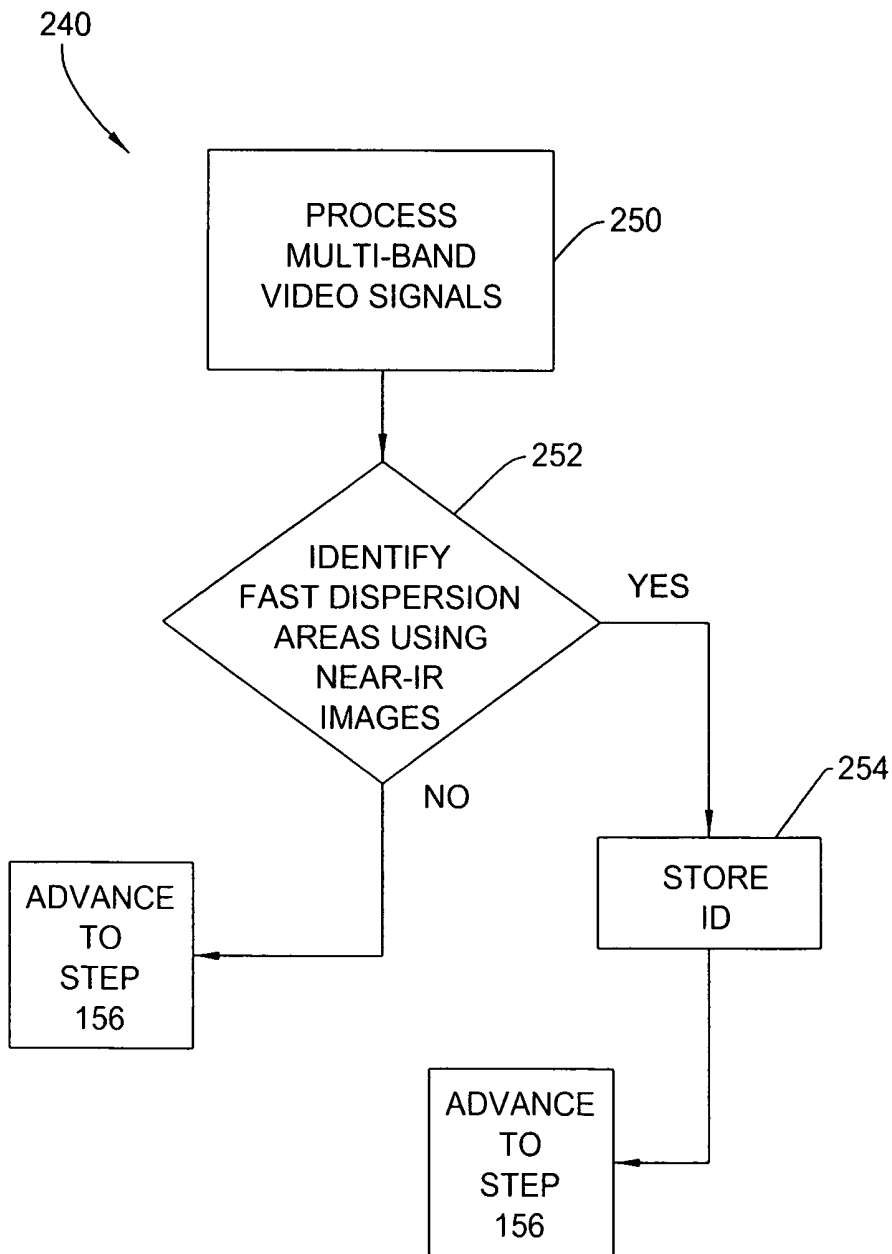 240
PROCESS
MULTI-BAND
VIDEO SIGNALS
250
252
IDENTIFY
FAST DISPERSION
AREAS USING
NEAR-IR
IMAGES
YES
NO
254
STORE
ID
ADVANCE
TO
STEP
156
ADVANCE
TO
STEP
156